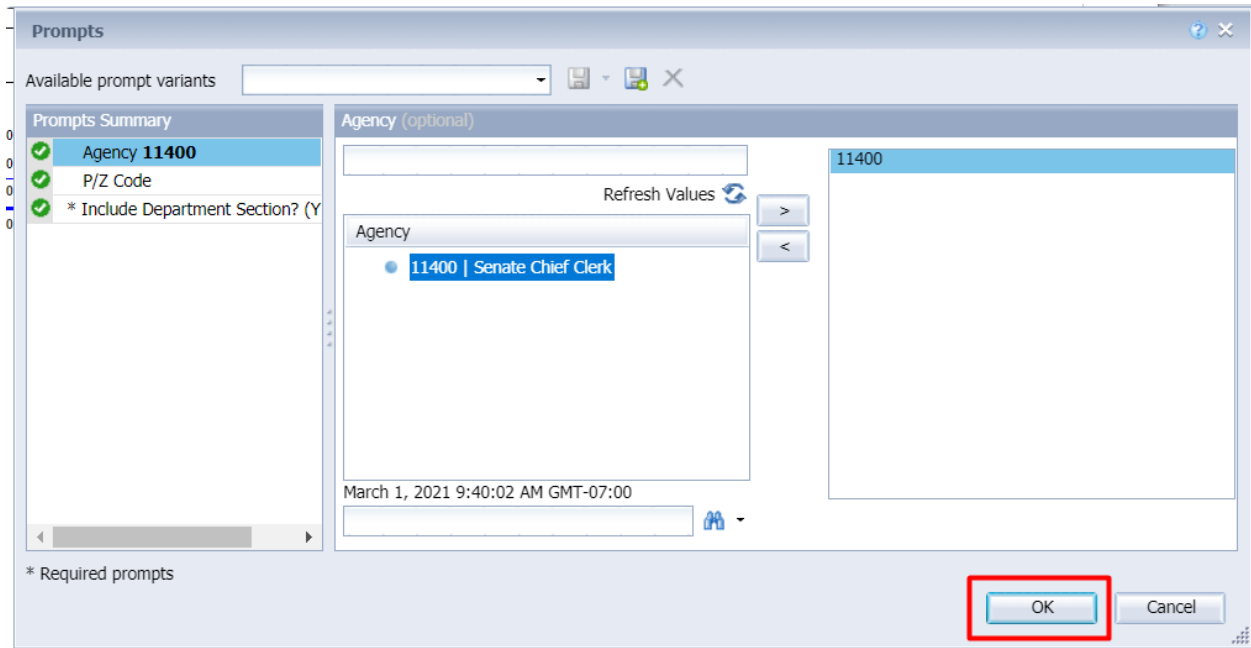 Prompts
Available prompt variants
Prompts Summary
Agency 11400
P/Z Code
* Include Department Section? (Y
Agency (optional)
Refresh Values
Agency
11400 | Senate Chief Clerk
March 1, 2021 9:40:02 AM GMT-07:00
>
<
11400
* Required prompts
OK
Cancel